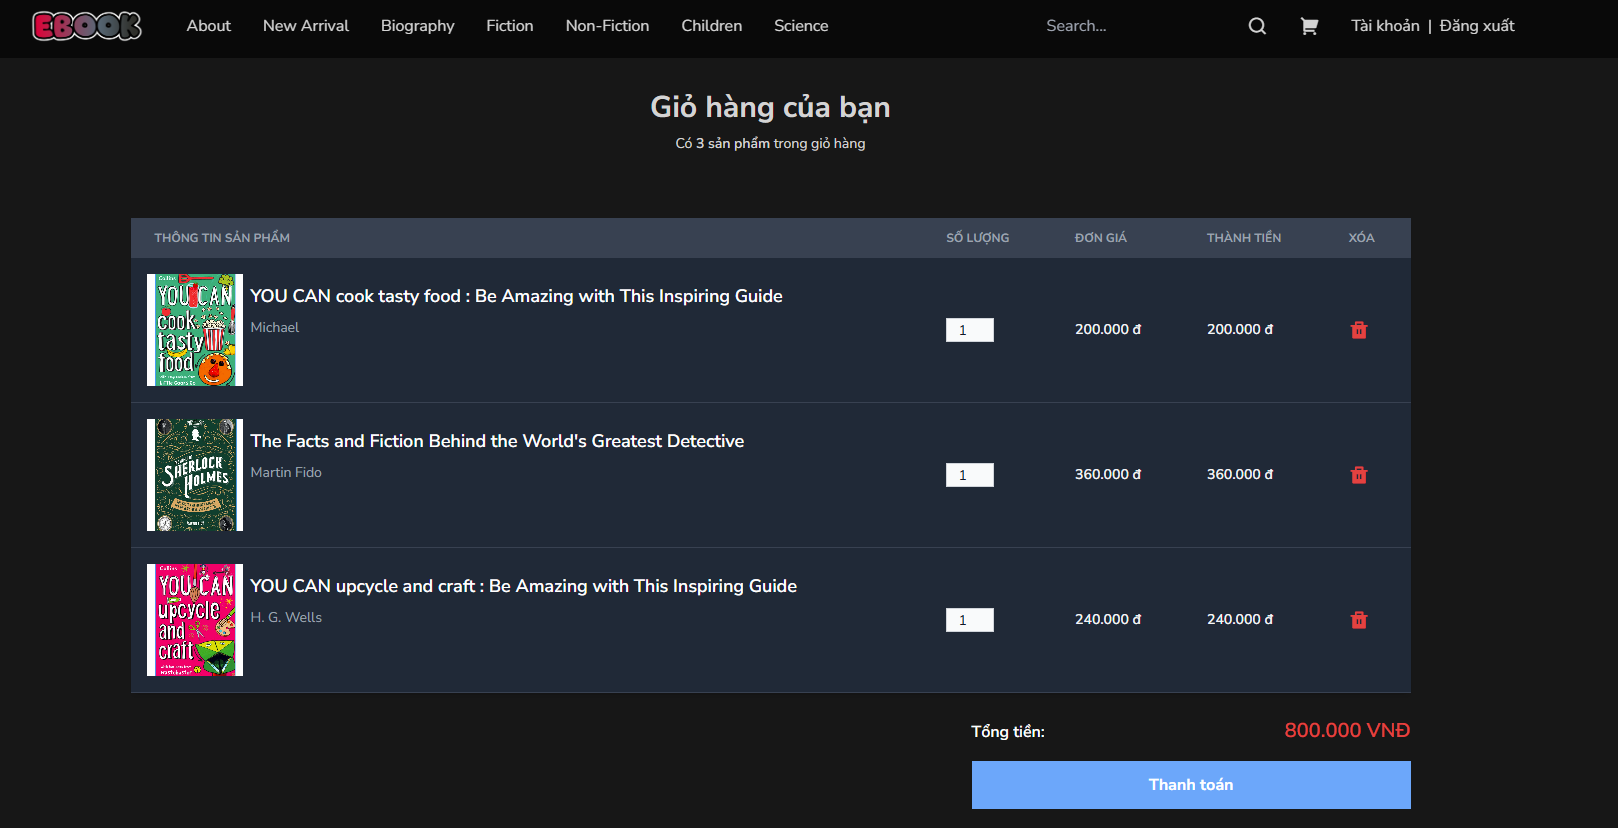 EBOOK
About New Arrival Biography Fiction Non-Fiction Children Science Search... Tài khoản | Đăng xuất
Giỏ hàng của bạn
Có 3 sản phẩm trong giỏ hàng
THÔNG TIN SẢN PHẨM SỐ LƯỢNG ĐƠN GIÁ THÀNH TIỀN XÓA
Collins
YOU CAN
cook
tasty
food
YOU CAN cook tasty food : Be Amazing with This Inspiring Guide
Michael
1 200.000 đ 200.000 đ
SHERLOCK
HOLMES
The Facts and Fiction Behind the World's Greatest Detective
Martin Fido
1 360.000 đ 360.000 đ
Collins
YOU CAN
upcycle
and
craft
YOU CAN upcycle and craft : Be Amazing with This Inspiring Guide
H. G. Wells
1 240.000 đ 240.000 đ
Tổng tiền: 800.000 VNĐ
Thanh toán